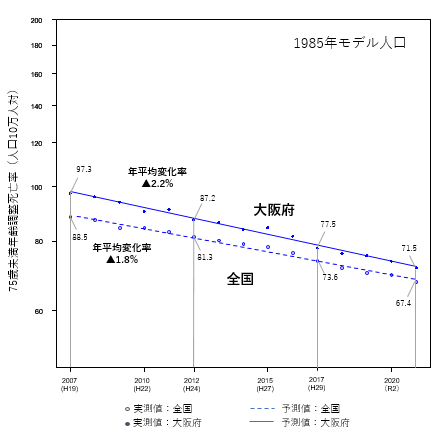 1985年モデル人口
75歳未満年齢調整死亡率（人口10万人対）
200
180
160
140
120
100
80
60
97.3
年平均変化率
▲2.2%
87.2
大阪府
77.5
71.5
88.5
年平均変化率
▲1.8%
81.3
全国
73.6
67.4
2007
(H19)
2010
(H22)
2012
(H24)
2015
(H27)
2017
(H29)
2020
(R2)
実測値：全国
予測値：全国
実測値：大阪府
予測値：大阪府